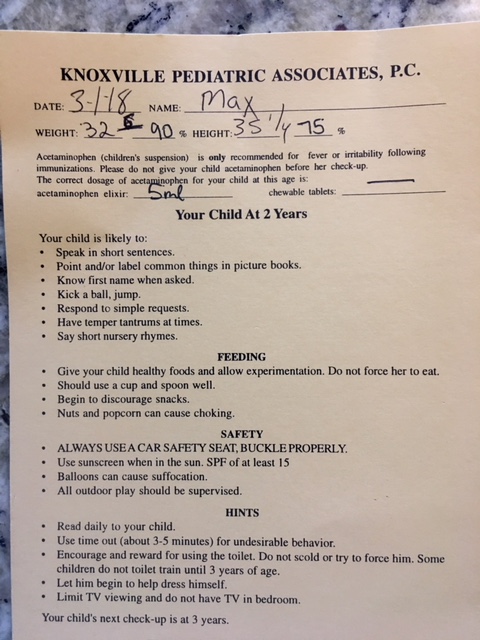 KNOXVILLE PEDIATRIC ASSOCIATES, P.C.
DATE: 3-1-18 NAME: Max
WEIGHT: 32 6 90 % HEIGHT: 35 1/4 75 %
Acetaminophen (children's suspension) is only recommended for fever or irritability following
immunizations. Please do not give your child acetaminophen before her check-up.
The correct dosage of acetaminophen for your child at this age is:
acetaminophen elixir: 5ml chewable tablets:
Your Child At 2 Years
Your child is likely to:
• Speak in short sentences.
• Point and/or label common things in picture books.
• Know first name when asked.
• Kick a ball, jump.
• Respond to simple requests.
• Have temper tantrums at times.
• Say short nursery rhymes.
FEEDING
• Give your child healthy foods and allow experimentation. Do not force her to eat.
• Should use a cup and spoon well.
• Begin to discourage snacks.
• Nuts and popcorn can cause choking.
SAFETY
• ALWAYS USE A CAR SAFETY SEAT, BUCKLE PROPERLY.
• Use sunscreen when in the sun. SPF of at least 15
• Balloons can cause suffocation.
• All outdoor play should be supervised.
HINTS
• Read daily to your child.
• Use time out (about 3-5 minutes) for undesirable behavior.
• Encourage and reward for using the toilet. Do not scold or try to force him. Some
children do not toilet train until 3 years of age.
• Let him begin to help dress himself.
• Limit TV viewing and do not have TV in bedroom.
Your child's next check-up is at 3 years.